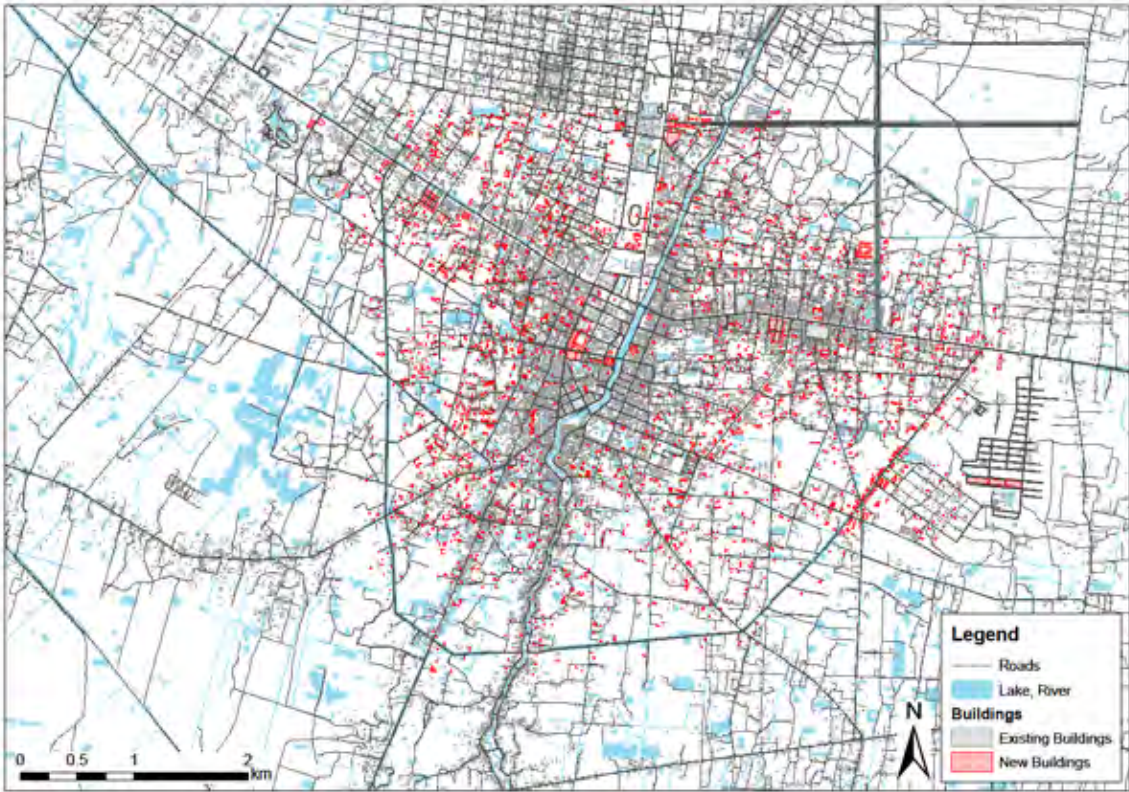 Legend
Roads
Lake, River
Buildings
Existing Buildings
New Buildings
N
0 0.5 1 2
km